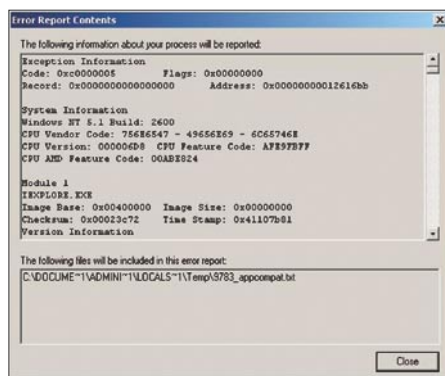 Error Report Contents
The following information about your process will be reported:
Exception Information
Code: 0xc0000005 Flags: 0x00000000
Record: 0x0000000000000000 Address: 0x00000000012616bb
System Information
Windows NT 5.1 Build: 2600
CPU Vendor Code: 756E6547 - 49656E69 - 6C65746E
CPU Version: 000006D8 CPU Feature Code: AFE9FBFF
CPU AMD Feature Code: 00ABE824
Module 1
IEXPLORE.EXE
Image Base: 0x00400000 Image Size: 0x00000000
Checksum: 0x00023c72 Time Stamp: 0x41107b81
Version Information
The following files will be included in this error report:
C:\DOCUME~1\ADMINI~1\LOCALS~1\Temp\9783_appcompat.txt
Close